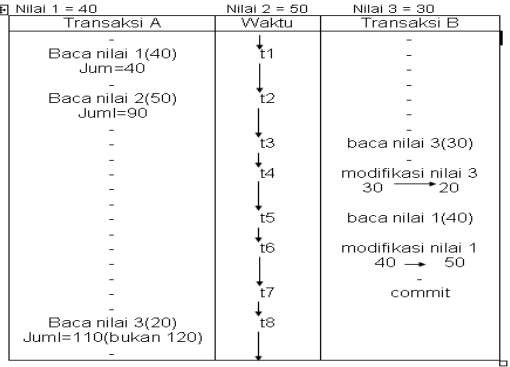 Nilai 1 = 40 Nilai 2 = 50 Nilai 3 = 30
Transaksi A Waktu Transaksi B
- -
Baca nilai 1(40) t1 -
Jum=40 -
- -
Baca nilai 2(50) t2 -
Juml=90 -
- -
- t3 baca nilai 3(30)
- -
- t4 modifikasi nilai 3
- 30 20
-
- t5 baca nilai 1(40)
-
- t6 modifikasi nilai 1
- 40 50
- -
- t7 commit
-
Baca nilai 3(20) t8
Juml=110(bukan 120)
-